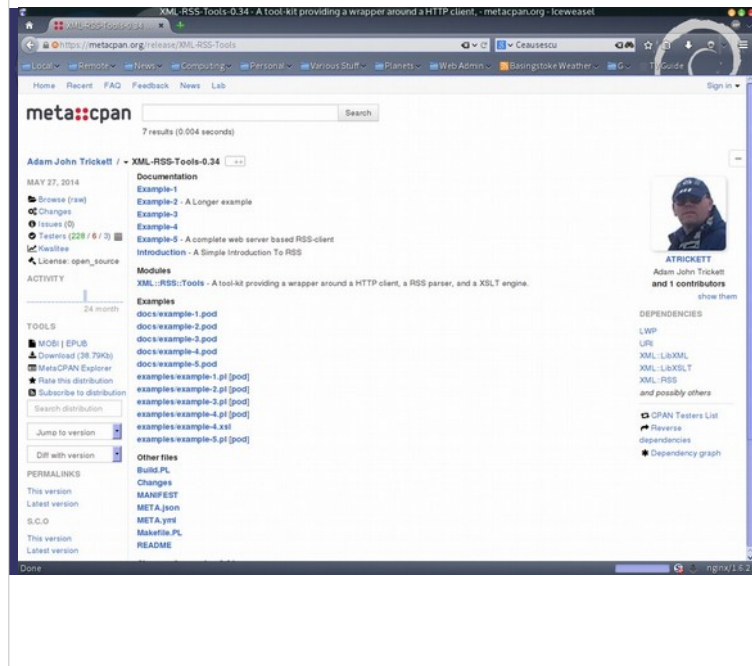 XML-RSS-Tools-0.34 - A tool-kit providing a wrapper around a HTTP client, - metacpan.org - Iceweasel
XML-RSS-Tools-0.34
https://metacpan.org/release/XML-RSS-Tools
Ceausescu
Local Remote News Computing Personal Various Stuff Planets Web Admin Basingstoke Weather G TV Guide
Home Recent FAQ Feedback News Lab Sign in
meta::cpan
Search
7 results (0.004 seconds)
Adam John Trickett / XML-RSS-Tools-0.34 ++
MAY 27, 2014
Browse (raw)
Changes
Issues (0)
Testers (228 / 6 / 3)
Kwalitee
License: open_source
ACTIVITY
24 month
TOOLS
MOBI | EPUB
Download (38.79Kb)
MetaCPAN Explorer
Rate this distribution
Subscribe to distribution
Search distribution
Jump to version
Diff with version
PERMALINKS
This version
Latest version
S.C.O
This version
Latest version
Documentation
Example-1
Example-2 - A Longer example
Example-3
Example-4
Example-5 - A complete web server based RSS-client
Introduction - A Simple Introduction To RSS
Modules
XML::RSS::Tools - A tool-kit providing a wrapper around a HTTP client, a RSS parser, and a XSLT engine.
Examples
docs/example-1.pod
docs/example-2.pod
docs/example-3.pod
docs/example-4.pod
docs/example-5.pod
examples/example-1.pl [pod]
examples/example-2.pl [pod]
examples/example-3.pl [pod]
examples/example-4.pl [pod]
examples/example-4.xsl
examples/example-5.pl [pod]
Other files
Build.PL
Changes
MANIFEST
META.json
META.yml
Makefile.PL
README
ATRICKETT
Adam John Trickett
and 1 contributors
show them
DEPENDENCIES
LWP
URI
XML::LibXML
XML::LibXSLT
XML::RSS
and possibly others
CPAN Testers List
Reverse
dependencies
Dependency graph
Done
nginx/1.6.2